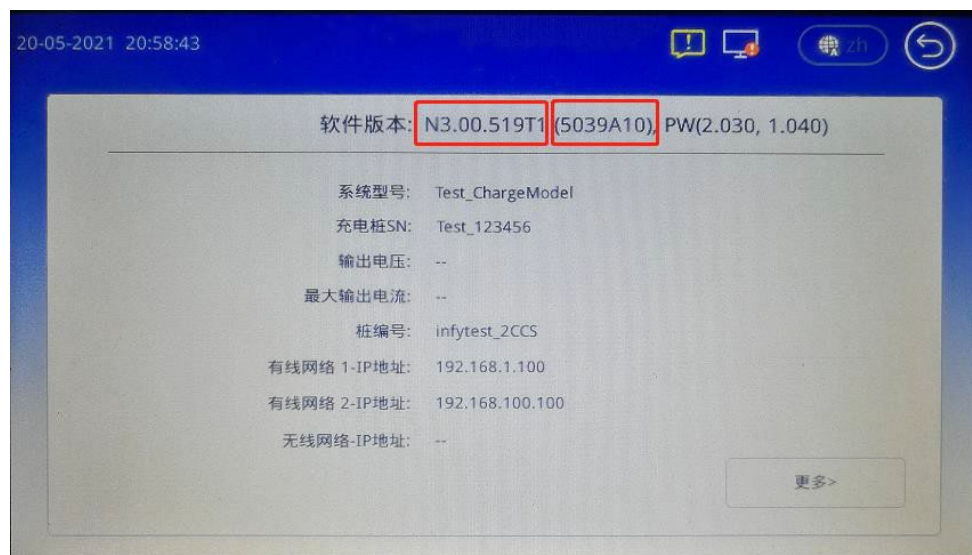 20-05-2021 20:58:43
zh
软件版本: N3.00.519T1 (5039A10), PW(2.030, 1.040)
系统型号: Test_ChargeModel
充电桩SN: Test_123456
输出电压: --
最大输出电流: --
桩编号: infytest_2CCS
有线网络 1-IP地址: 192.168.1.100
有线网络 2-IP地址: 192.168.100.100
无线网络-IP地址: --
更多>